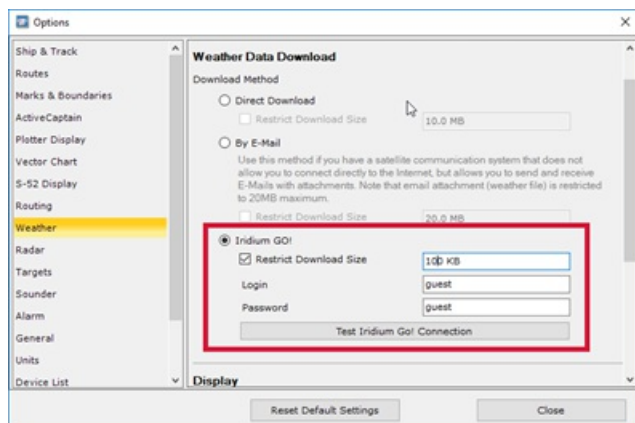 Options
Ship & Track
Routes
Marks & Boundaries
ActiveCaptain
Plotter Display
Vector Chart
S-52 Display
Routing
Weather
Radar
Targets
Sounder
Alarm
General
Units
Device List
Weather Data Download
Download Method
Direct Download
Restrict Download Size 10.0 MB
By E-Mail
Use this method if you have a satellite communication system that does not
allow you to connect directly to the Internet, but allows you to send and receive
E-Mails with attachments. Note that email attachment (weather file) is restricted
to 20MB maximum.
Restrict Download Size 20.0 MB
Iridium GO!
Restrict Download Size 100 KB
Login guest
Password guest
Test Iridium Go! Connection
Display
Reset Default Settings Close